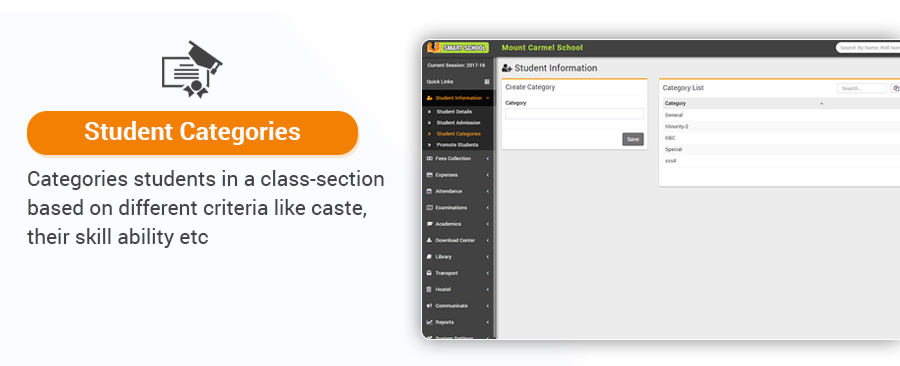 Student Categories
Categories students in a class-section
based on different criteria like caste,
their skill ability etc
SMART SCHOOL
Mount Carmel School
Search By Name, Roll Num
Current Session: 2017-18
Quick Links
Student Information
Student Details
Student Admission
Student Categories
Promote Students
Fees Collection
Expenses
Attendance
Examinations
Academics
Download Center
Library
Transport
Hostel
Communicate
Reports
System Settings
Student Information
Create Category
Category
Save
Category List
Search...
Category
General
Minority-2
OBC
Special